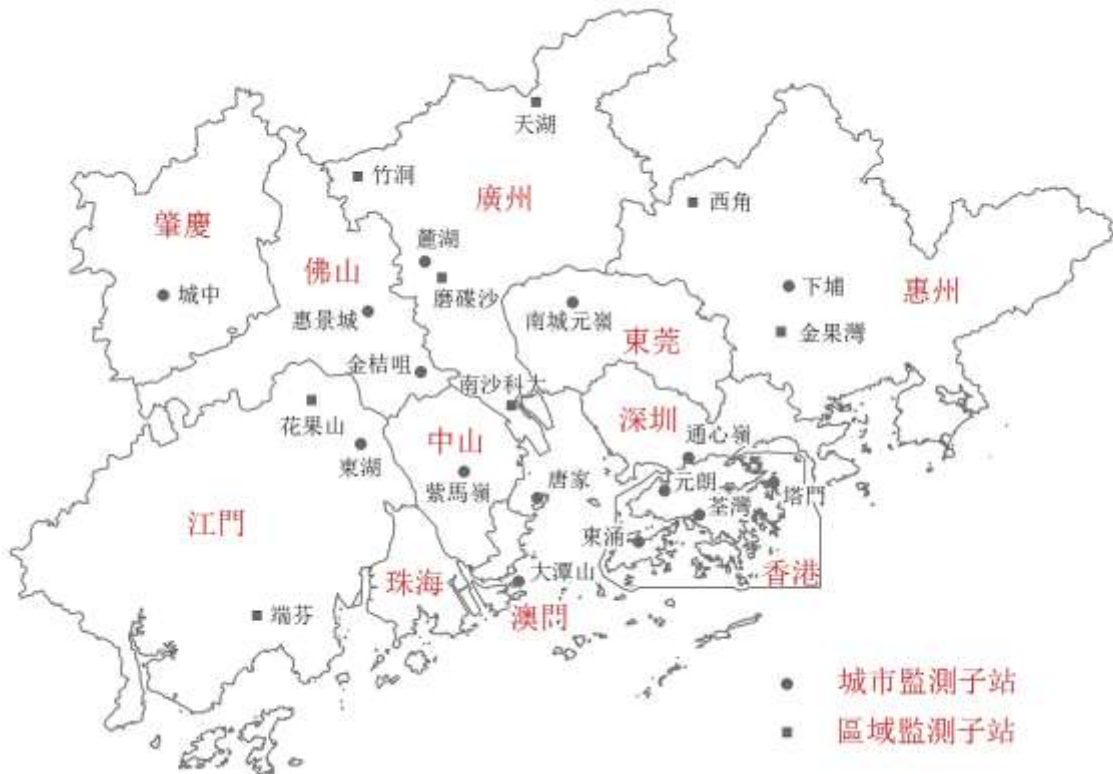 天湖
竹洞
廣州
西角
肇慶
麓湖
佛山
磨碟沙
城中
下埔
惠州
惠景城
南城元嶺
金果灣
東莞
金桔咀
南沙科大
花果山
深圳
中山
通心嶺
東湖
紫馬嶺
唐家
元朗
塔門
荃灣
江門
東涌
珠海
大潭山
香港
端芬
澳門
城市監測子站
區域監測子站